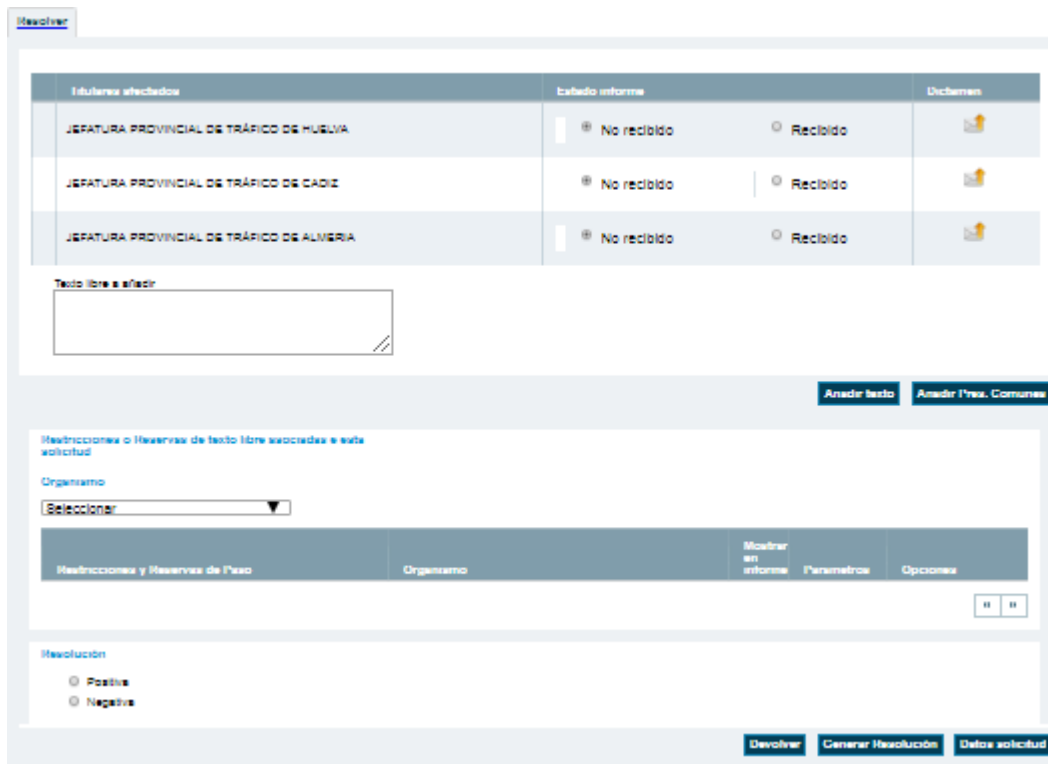 Resolver
Titulares afectados Estado informe Dictamen
JEFATURA PROVINCIAL DE TRÁFICO DE HUELVA No recibido Recibido
JEFATURA PROVINCIAL DE TRÁFICO DE CADIZ No recibido Recibido
JEFATURA PROVINCIAL DE TRÁFICO DE ALMERIA No recibido Recibido
Texto libre a añadir
Anadir texto Anadir Pres. Comunes
Restricciones o Reservas de texto libre asociadas a esta
solicitud
Organismo
Seleccionar
Mostrar
en
Restricciones y Reservas de Paso Organismo informe Parametros Opciones
Resolución
Positiva
Negativa
Devolver Generar Resolución Datos solicitud